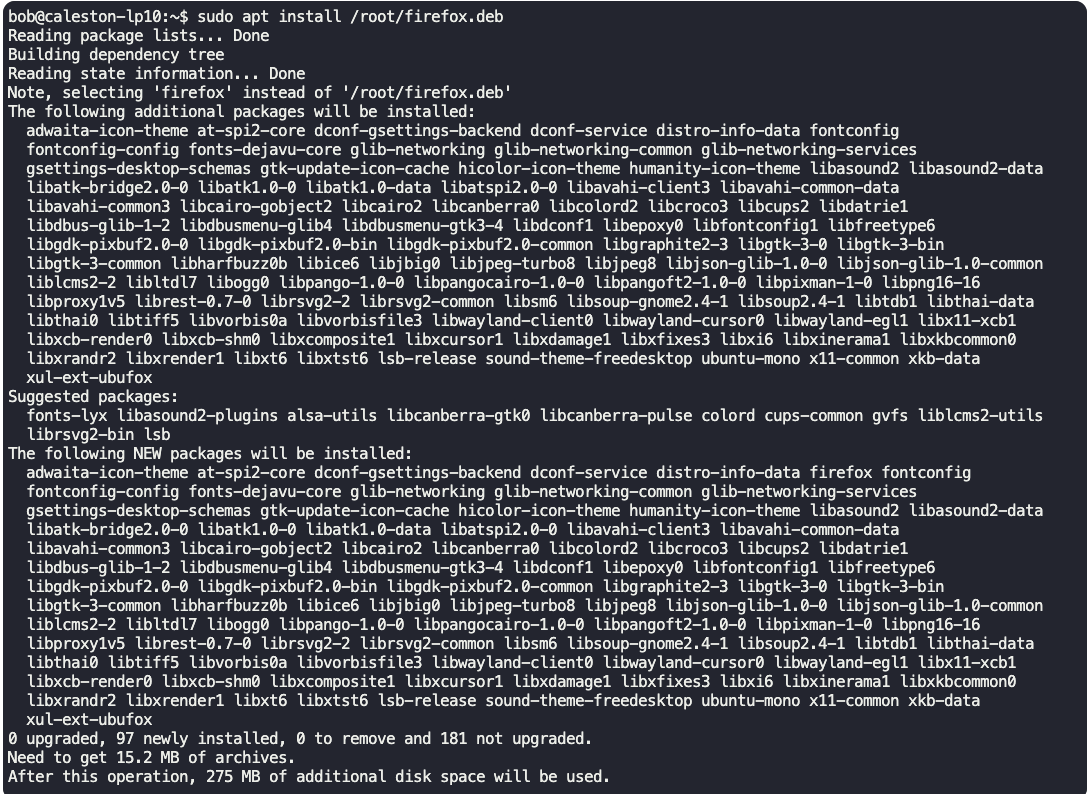 bob@caleston-lp10:~$ sudo apt install /root/firefox.deb
Reading package lists... Done
Building dependency tree
Reading state information... Done
Note, selecting 'firefox' instead of '/root/firefox.deb'
The following additional packages will be installed:
  adwaita-icon-theme at-spi2-core dconf-gsettings-backend dconf-service distro-info-data fontconfig
  fontconfig-config fonts-dejavu-core glib-networking glib-networking-common glib-networking-services
  gsettings-desktop-schemas gtk-update-icon-cache hicolor-icon-theme humanity-icon-theme libasound2 libasound2-data
  libatk-bridge2.0-0 libatk1.0-0 libatk1.0-data libatspi2.0-0 libavahi-client3 libavahi-common-data
  libavahi-common3 libcairo-gobject2 libcairo2 libcanberra0 libcolord2 libcroco3 libcups2 libdatrie1
  libdbus-glib-1-2 libdbusmenu-glib4 libdbusmenu-gtk3-4 libdconf1 libepoxy0 libfontconfig1 libfreetype6
  libgdk-pixbuf2.0-0 libgdk-pixbuf2.0-bin libgdk-pixbuf2.0-common libgraphite2-3 libgtk-3-0 libgtk-3-bin
  libgtk-3-common libharfbuzz0b libice6 libjbig0 libjpeg-turbo8 libjpeg8 libjson-glib-1.0-0 libjson-glib-1.0-common
  liblcms2-2 libltdl7 libogg0 libpango-1.0-0 libpangocairo-1.0-0 libpangoft2-1.0-0 libpixman-1-0 libpng16-16
  libproxy1v5 librest-0.7-0 librsvg2-2 librsvg2-common libsm6 libsoup-gnome2.4-1 libsoup2.4-1 libtdb1 libthai-data
  libthai0 libtiff5 libvorbis0a libvorbisfile3 libwayland-client0 libwayland-cursor0 libwayland-egl1 libx11-xcb1
  libxcb-render0 libxcb-shm0 libxcomposite1 libxcursor1 libxdamage1 libxfixes3 libxi6 libxinerama1 libxkbcommon0
  libxrandr2 libxrender1 libxt6 libxtst6 lsb-release sound-theme-freedesktop ubuntu-mono x11-common xkb-data
  xul-ext-ubufox
Suggested packages:
  fonts-lyx libasound2-plugins alsa-utils libcanberra-gtk0 libcanberra-pulse colord cups-common gvfs liblcms2-utils
  librsvg2-bin lsb
The following NEW packages will be installed:
  adwaita-icon-theme at-spi2-core dconf-gsettings-backend dconf-service distro-info-data firefox fontconfig
  fontconfig-config fonts-dejavu-core glib-networking glib-networking-common glib-networking-services
  gsettings-desktop-schemas gtk-update-icon-cache hicolor-icon-theme humanity-icon-theme libasound2 libasound2-data
  libatk-bridge2.0-0 libatk1.0-0 libatk1.0-data libatspi2.0-0 libavahi-client3 libavahi-common-data
  libavahi-common3 libcairo-gobject2 libcairo2 libcanberra0 libcolord2 libcroco3 libcups2 libdatrie1
  libdbus-glib-1-2 libdbusmenu-glib4 libdbusmenu-gtk3-4 libdconf1 libepoxy0 libfontconfig1 libfreetype6
  libgdk-pixbuf2.0-0 libgdk-pixbuf2.0-bin libgdk-pixbuf2.0-common libgraphite2-3 libgtk-3-0 libgtk-3-bin
  libgtk-3-common libharfbuzz0b libice6 libjbig0 libjpeg-turbo8 libjpeg8 libjson-glib-1.0-0 libjson-glib-1.0-common
  liblcms2-2 libltdl7 libogg0 libpango-1.0-0 libpangocairo-1.0-0 libpangoft2-1.0-0 libpixman-1-0 libpng16-16
  libproxy1v5 librest-0.7-0 librsvg2-2 librsvg2-common libsm6 libsoup-gnome2.4-1 libsoup2.4-1 libtdb1 libthai-data
  libthai0 libtiff5 libvorbis0a libvorbisfile3 libwayland-client0 libwayland-cursor0 libwayland-egl1 libx11-xcb1
  libxcb-render0 libxcb-shm0 libxcomposite1 libxcursor1 libxdamage1 libxfixes3 libxi6 libxinerama1 libxkbcommon0
  libxrandr2 libxrender1 libxt6 libxtst6 lsb-release sound-theme-freedesktop ubuntu-mono x11-common xkb-data
  xul-ext-ubufox
0 upgraded, 97 newly installed, 0 to remove and 181 not upgraded.
Need to get 15.2 MB of archives.
After this operation, 275 MB of additional disk space will be used.